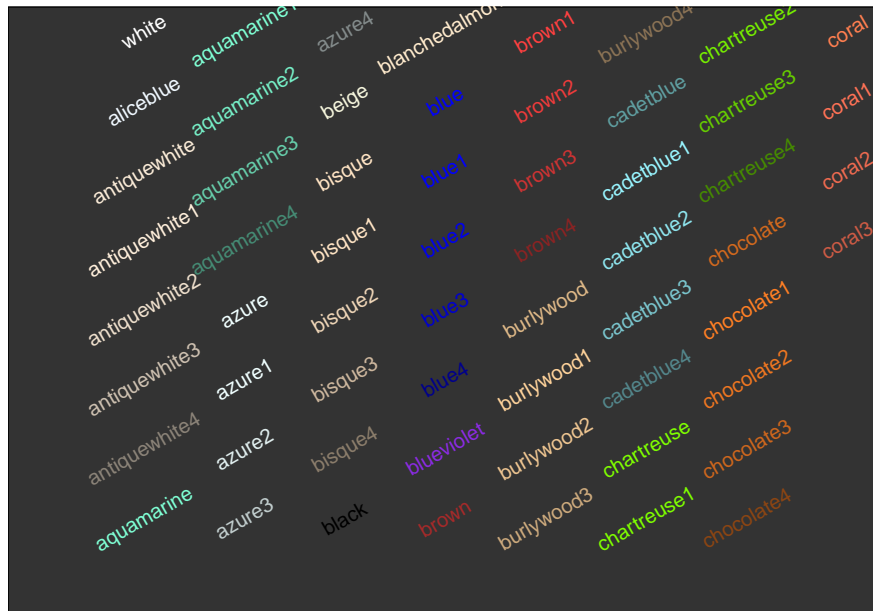 white
aliceblue
antiquewhite
antiquewhite1
antiquewhite2
antiquewhite3
antiquewhite4
aquamarine
aquamarine1
aquamarine2
aquamarine3
aquamarine4
azure
azure1
azure2
azure3
azure4
beige
bisque
bisque1
bisque2
bisque3
bisque4
black
blanchedalmon
blue
blue1
blue2
blue3
blue4
blueviolet
brown
brown1
brown2
brown3
brown4
burlywood
burlywood1
burlywood2
burlywood3
burlywood4
cadetblue
cadetblue1
cadetblue2
cadetblue3
cadetblue4
chartreuse
chartreuse1
chartreuse2
chartreuse3
chartreuse4
chocolate
chocolate1
chocolate2
chocolate3
chocolate4
coral
coral1
coral2
coral3